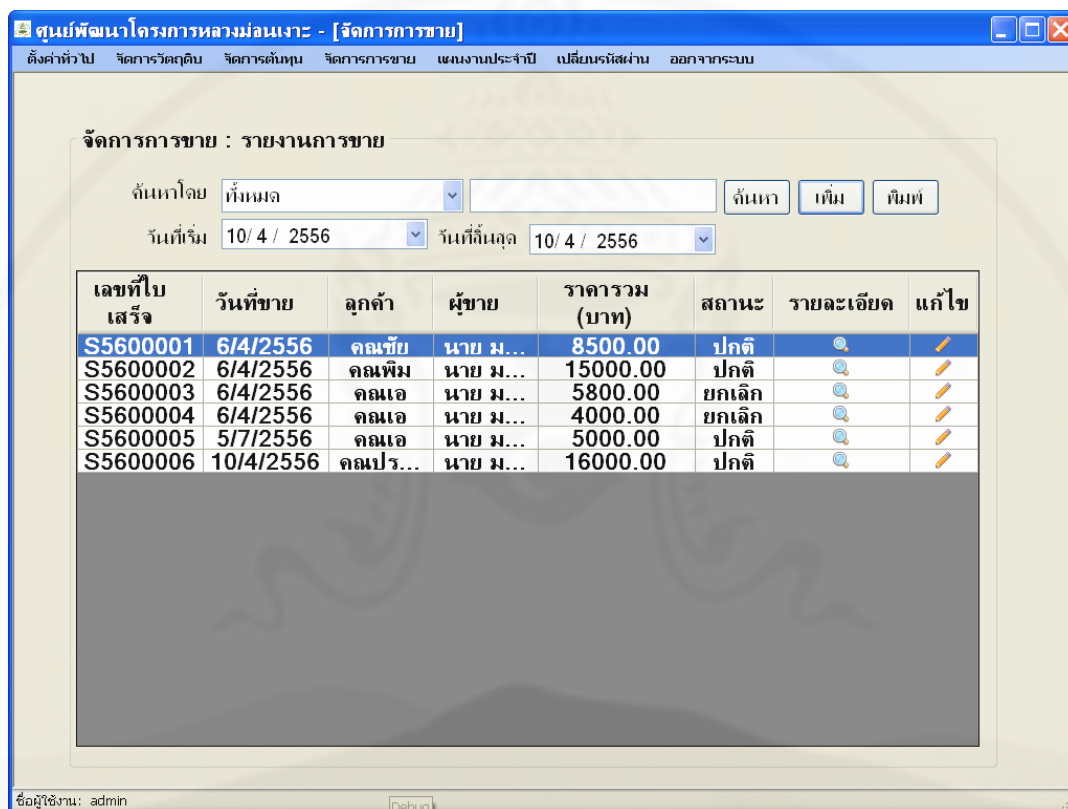 ศูนย์พัฒนาโครงการหลวงม่อนเงาะ - [จัดการการขาย]
ตั้งค่าทั่วไป จัดการวัตถุดิบ จัดการต้นทุน จัดการการขาย แผนงานประจำปี เปลี่ยนรหัสผ่าน ออกจากระบบ
จัดการการขาย : รายงานการขาย
ค้นหาโดย ทั้งหมด ค้นหา เพิ่ม พิมพ์
วันที่เริ่ม 10/ 4 / 2556 วันที่สิ้นสุด 10/ 4 / 2556
เลขที่ใบเสร็จ วันที่ขาย ลูกค้า ผู้ขาย ราคารวม (บาท) สถานะ รายละเอียด แก้ไข
S5600001 6/4/2556 คุณชัย นาย ม... 8500.00 ปกติ
S5600002 6/4/2556 คุณพิม นาย ม... 15000.00 ปกติ
S5600003 6/4/2556 คุณเอ นาย ม... 5800.00 ยกเลิก
S5600004 6/4/2556 คุณเอ นาย ม... 4000.00 ยกเลิก
S5600005 5/7/2556 คุณเอ นาย ม... 5000.00 ปกติ
S5600006 10/4/2556 คุณปร... นาย ม... 16000.00 ปกติ
ชื่อผู้ใช้งาน: admin
Debug